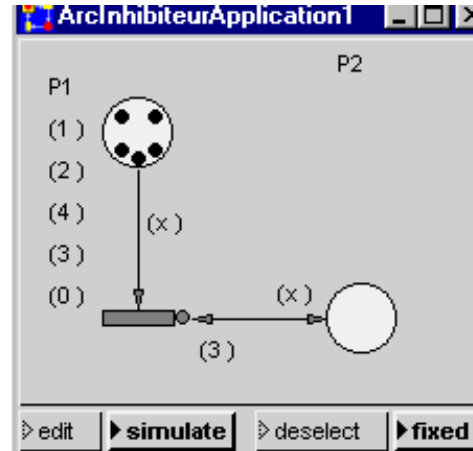 ArcInhibiteurApplication1
P2
P1
(1 )
(2 )
(4 )
(x )
(3 )
(0 )
(x )
(3 )
edit simulate deselect fixed